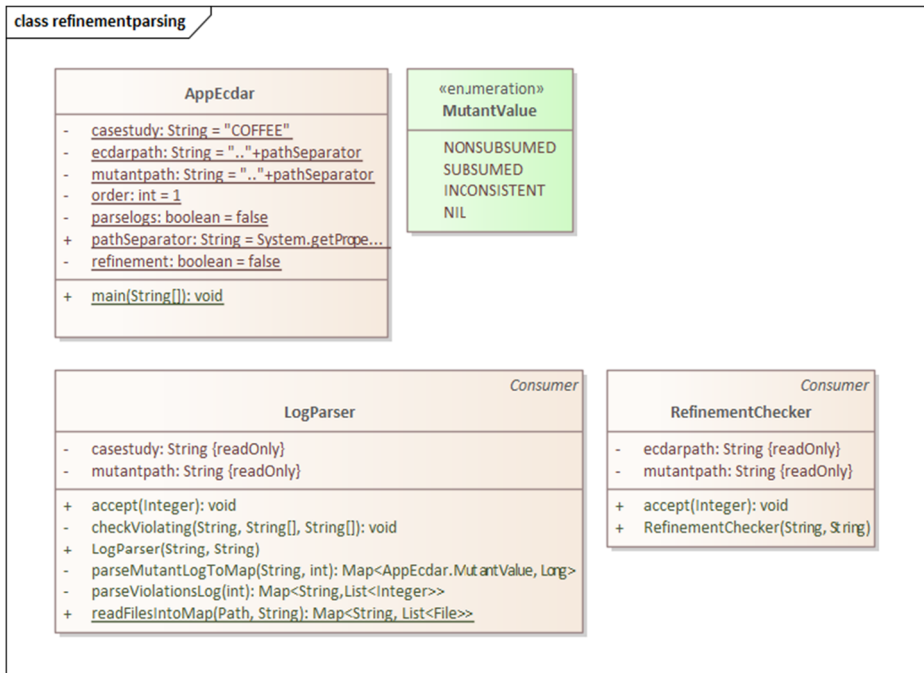 class refinementparsing
AppEcdar
- casestudy: String = "COFFEE"
- ecdarpath: String = ".."+pathSeparator
- mutantpath: String = ".."+pathSeparator
- order: int = 1
- parselogs: boolean = false
+ pathSeparator: String = System.getPrope...
- refinement: boolean = false
+ main(String[]): void
«enumeration»
MutantValue
NONSUBSUMED
SUBSUMED
INCONSISTENT
NIL
Consumer
LogParser
- casestudy: String {readOnly}
- mutantpath: String {readOnly}
+ accept(Integer): void
- checkViolating(String, String[], String[]): void
+ LogParser(String, String)
- parseMutantLogToMap(String, int): Map<AppEcdar.MutantValue, Long>
- parseViolationsLog(int): Map<String,List<Integer>>
+ readFilesIntoMap(Path, String): Map<String, List<File>>
Consumer
RefinementChecker
- ecdarpath: String {readOnly}
- mutantpath: String {readOnly}
+ accept(Integer): void
+ RefinementChecker(String, String)